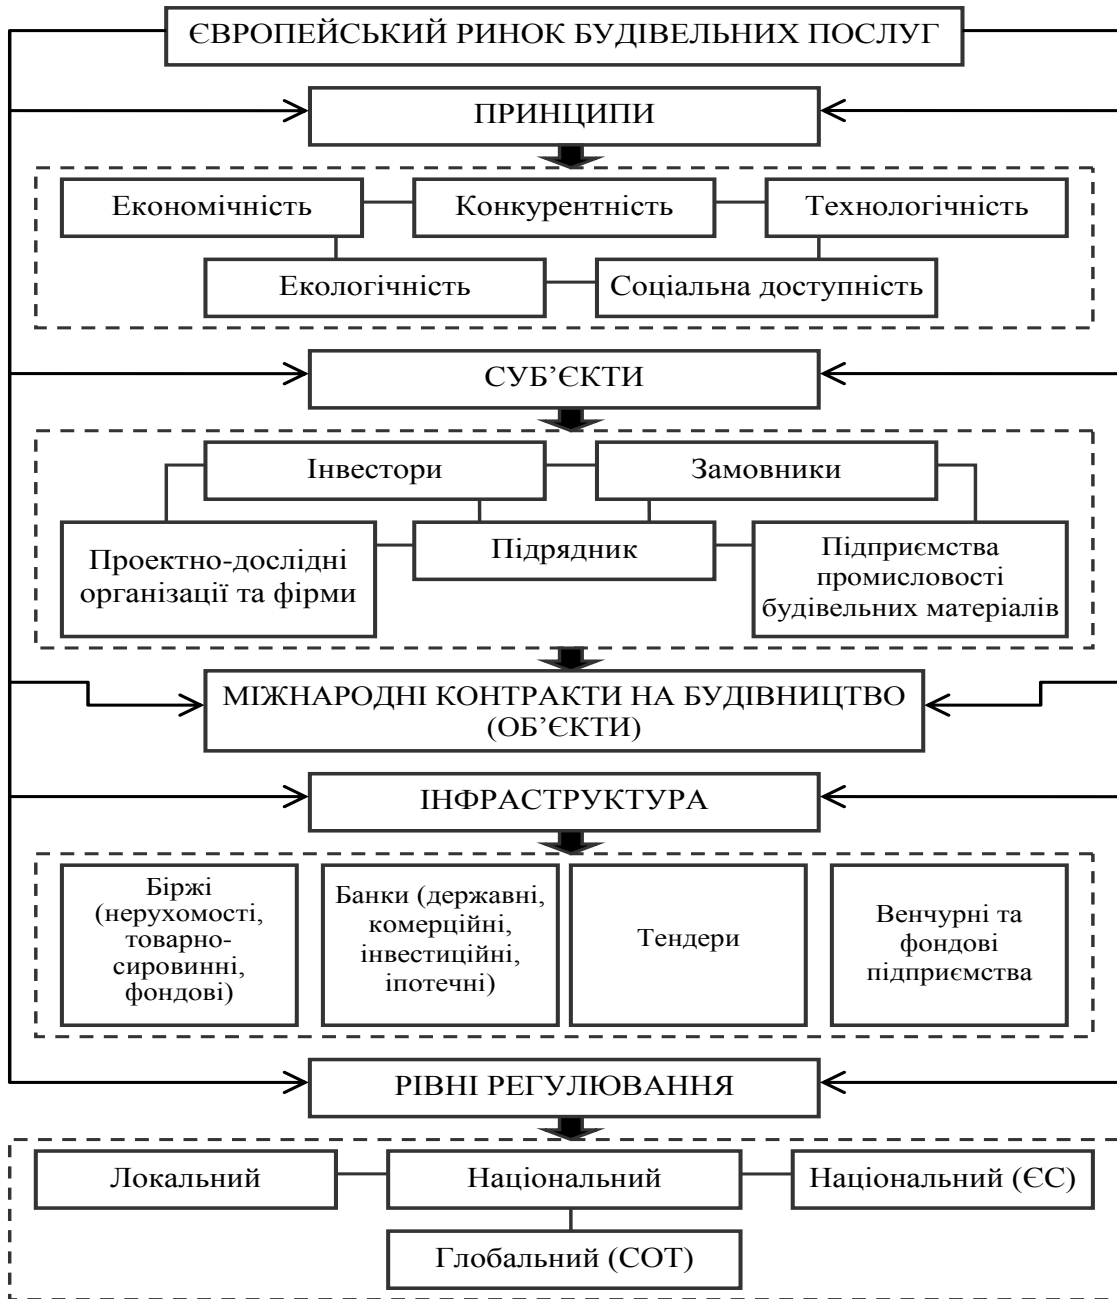 ЄВРОПЕЙСЬКИЙ РИНОК БУДІВЕЛЬНИХ ПОСЛУГ
ПРИНЦИПИ
Економічність
Конкурентність
Технологічність
Екологічність
Соціальна доступність
СУБ’ЄКТИ
Інвестори
Замовники
Проектно-дослідні
організації та фірми
Підрядник
Підприємства
промисловості
будівельних матеріалів
МІЖНАРОДНІ КОНТРАКТИ НА БУДІВНИЦТВО
(ОБ’ЄКТИ)
ІНФРАСТРУКТУРА
Біржі
(нерухомості,
товарно-
сировинні,
фондові)
Банки (державні,
комерційні,
інвестиційні,
іпотечні)
Тендери
Венчурні та
фондові
підприємства
РІВНІ РЕГУЛЮВАННЯ
Локальний
Національний
Національний (ЄС)
Глобальний (СОТ)